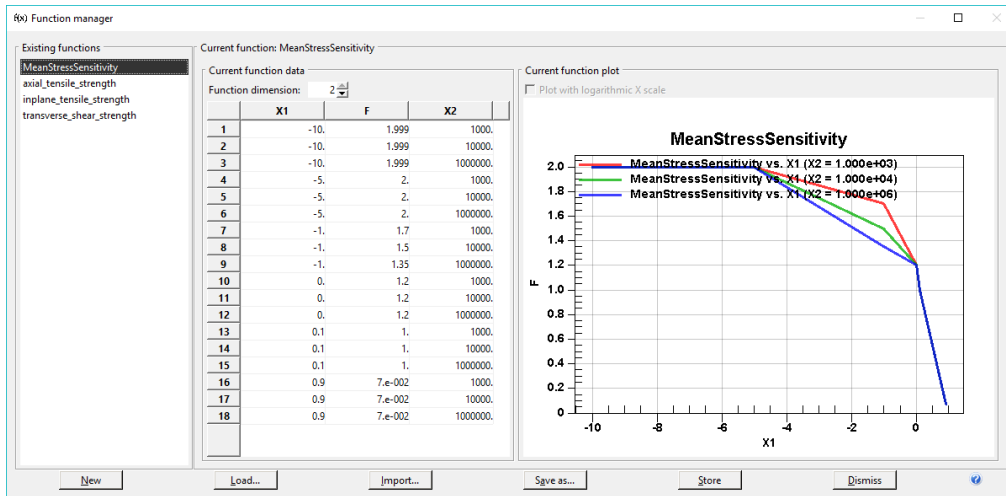 f(x) Function manager
Existing functions
MeanStressSensitivity
axial_tensile_strength
inplane_tensile_strength
transverse_shear_strength
Current function: MeanStressSensitivity
Current function data
Function dimension: 2
X1 F X2
1 -10. 1.999 1000.
2 -10. 1.999 10000.
3 -10. 1.999 1000000.
4 -5. 2. 1000.
5 -5. 2. 10000.
6 -5. 2. 1000000.
7 -1. 1.7 1000.
8 -1. 1.5 10000.
9 -1. 1.35 1000000.
10 0. 1.2 1000.
11 0. 1.2 10000.
12 0. 1.2 1000000.
13 0.1 1. 1000.
14 0.1 1. 10000.
15 0.1 1. 1000000.
16 0.9 7.e-002 1000.
17 0.9 7.e-002 10000.
18 0.9 7.e-002 1000000.
Current function plot
Plot with logarithmic X scale
MeanStressSensitivity
MeanStressSensitivity vs. X1 (X2 = 1.000e+03)
MeanStressSensitivity vs. X1 (X2 = 1.000e+04)
MeanStressSensitivity vs. X1 (X2 = 1.000e+06)
2.0
1.8
1.6
1.4
1.2
1.0
0.8
0.6
0.4
0.2
0
F
-10 -8 -6 -4 -2 0
X1
New Load... Import... Save as... Store Dismiss ?